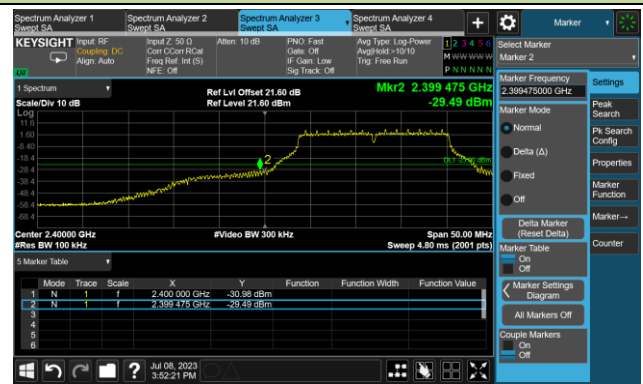 Spectrum Analyzer 1
Swept SA
Spectrum Analyzer 2
Swept SA
Spectrum Analyzer 3
Swept SA
Spectrum Analyzer 4
Swept SA
+
Marker
KEYSIGHT
Input: RF
Coupling: DC
Align: Auto
Input Z: 50 Ω
Corr CCorr RCal
Freq Ref: Int (S)
NFE: Off
Atten: 10 dB
PNO: Fast
Gate: Off
IF Gain: Low
Sig Track: Off
Avg Type: Log-Power
Avg|Hold:>10/10
Trig: Free Run
1 2 3 4 5 6
M W W W W W
P N N N N N
Select Marker
Marker 2
1 Spectrum
Scale/Div 10 dB
Ref Lvl Offset 21.60 dB
Ref Level 21.60 dBm
Mkr2 2.399 475 GHz
-29.49 dBm
Log
11.6
1.60
-8.40
-18.4
-28.4
-38.4
-48.4
-58.4
-68.4
2
Center 2.40000 GHz
#Res BW 100 kHz
#Video BW 300 kHz
Span 50.00 MHz
Sweep 4.80 ms (2001 pts)
5 Marker Table
Mode Trace Scale X Y Function Function Width Function Value
1 N 1 f 2.400 000 GHz -30.98 dBm
2 N 1 f 2.399 475 GHz -29.49 dBm
3
4
5
6
Marker Frequency
2.399475000 GHz
Marker Mode
Normal
Delta (Δ)
Fixed
Off
Delta Marker
(Reset Delta)
Marker Table
On
Off
Marker Settings
Diagram
All Markers Off
Couple Markers
On
Off
Settings
Peak
Search
Pk Search
Config
Properties
Marker
Function
Marker→
Counter
?
Jul 08, 2023
3:52:21 PM